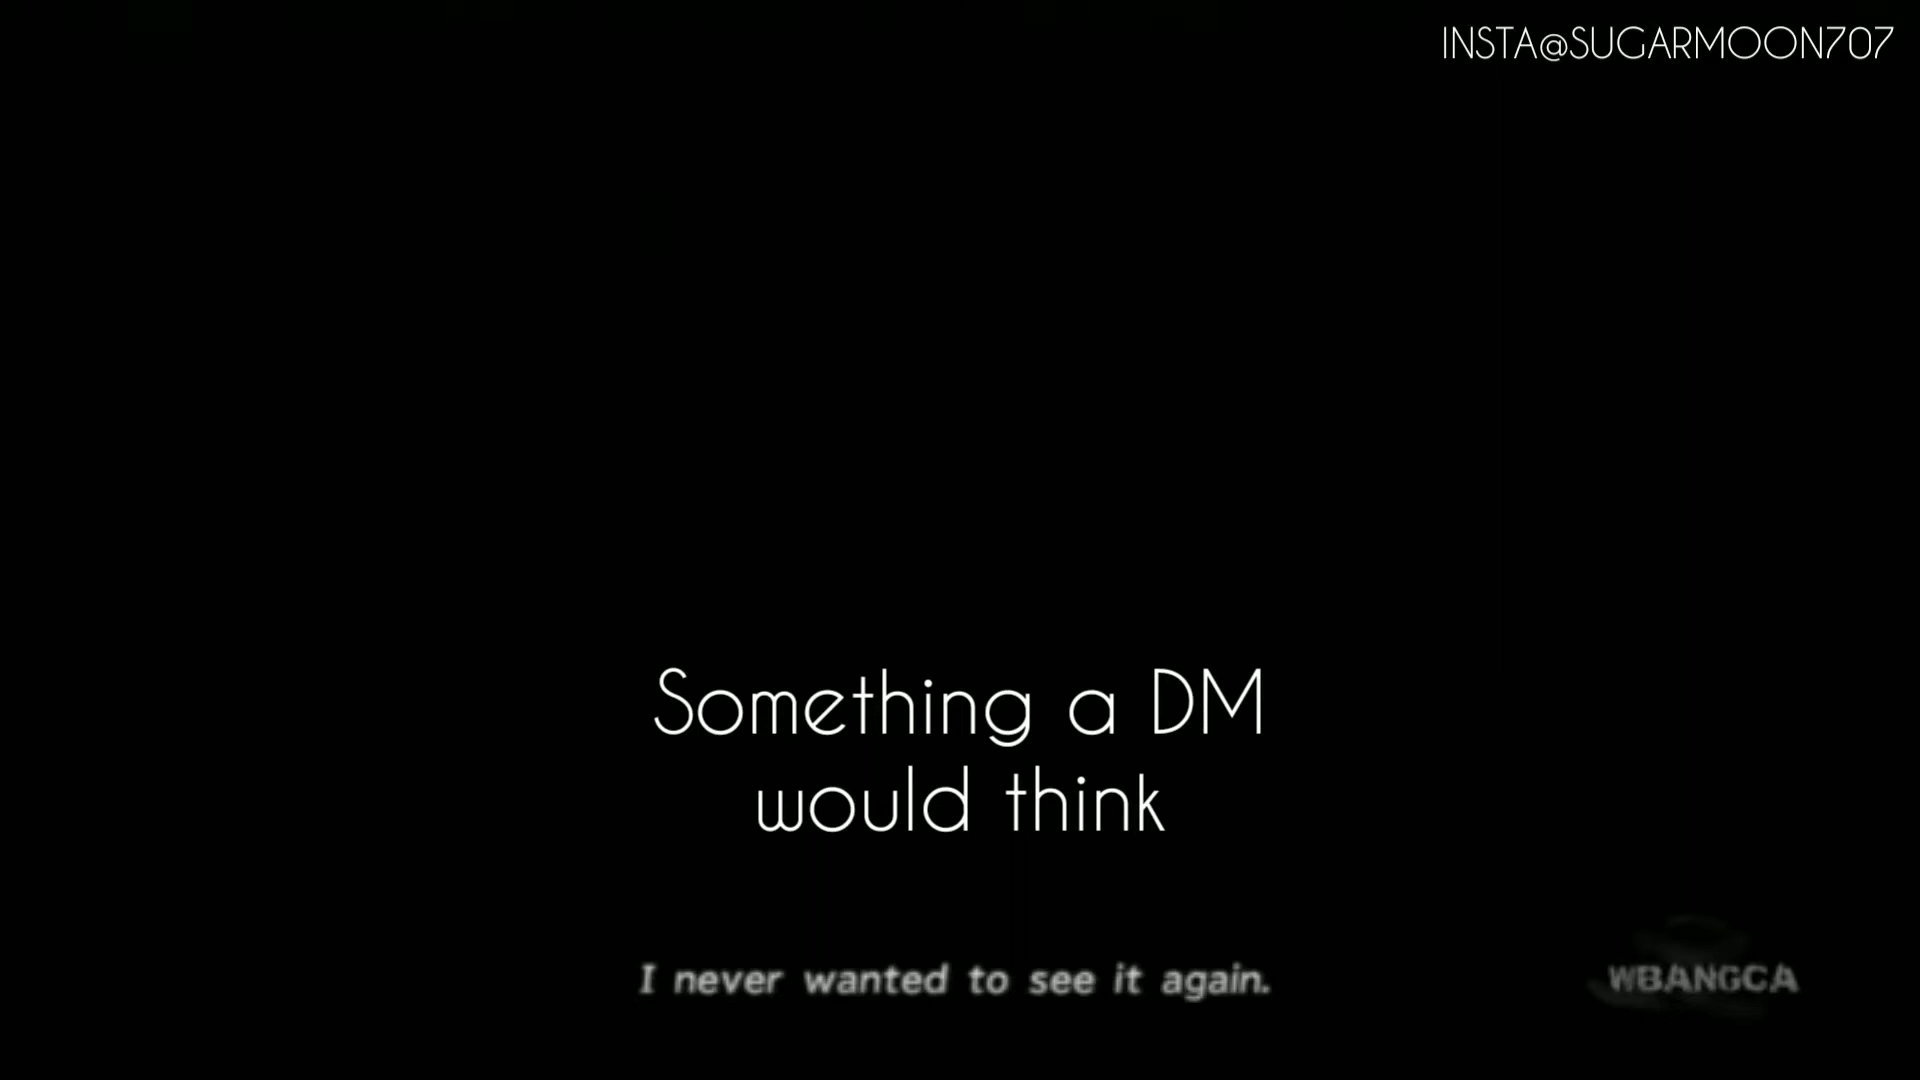 INSTA@SUGARMOON707
Something a DM
would think
I never wanted to see it again.
WBANGCA